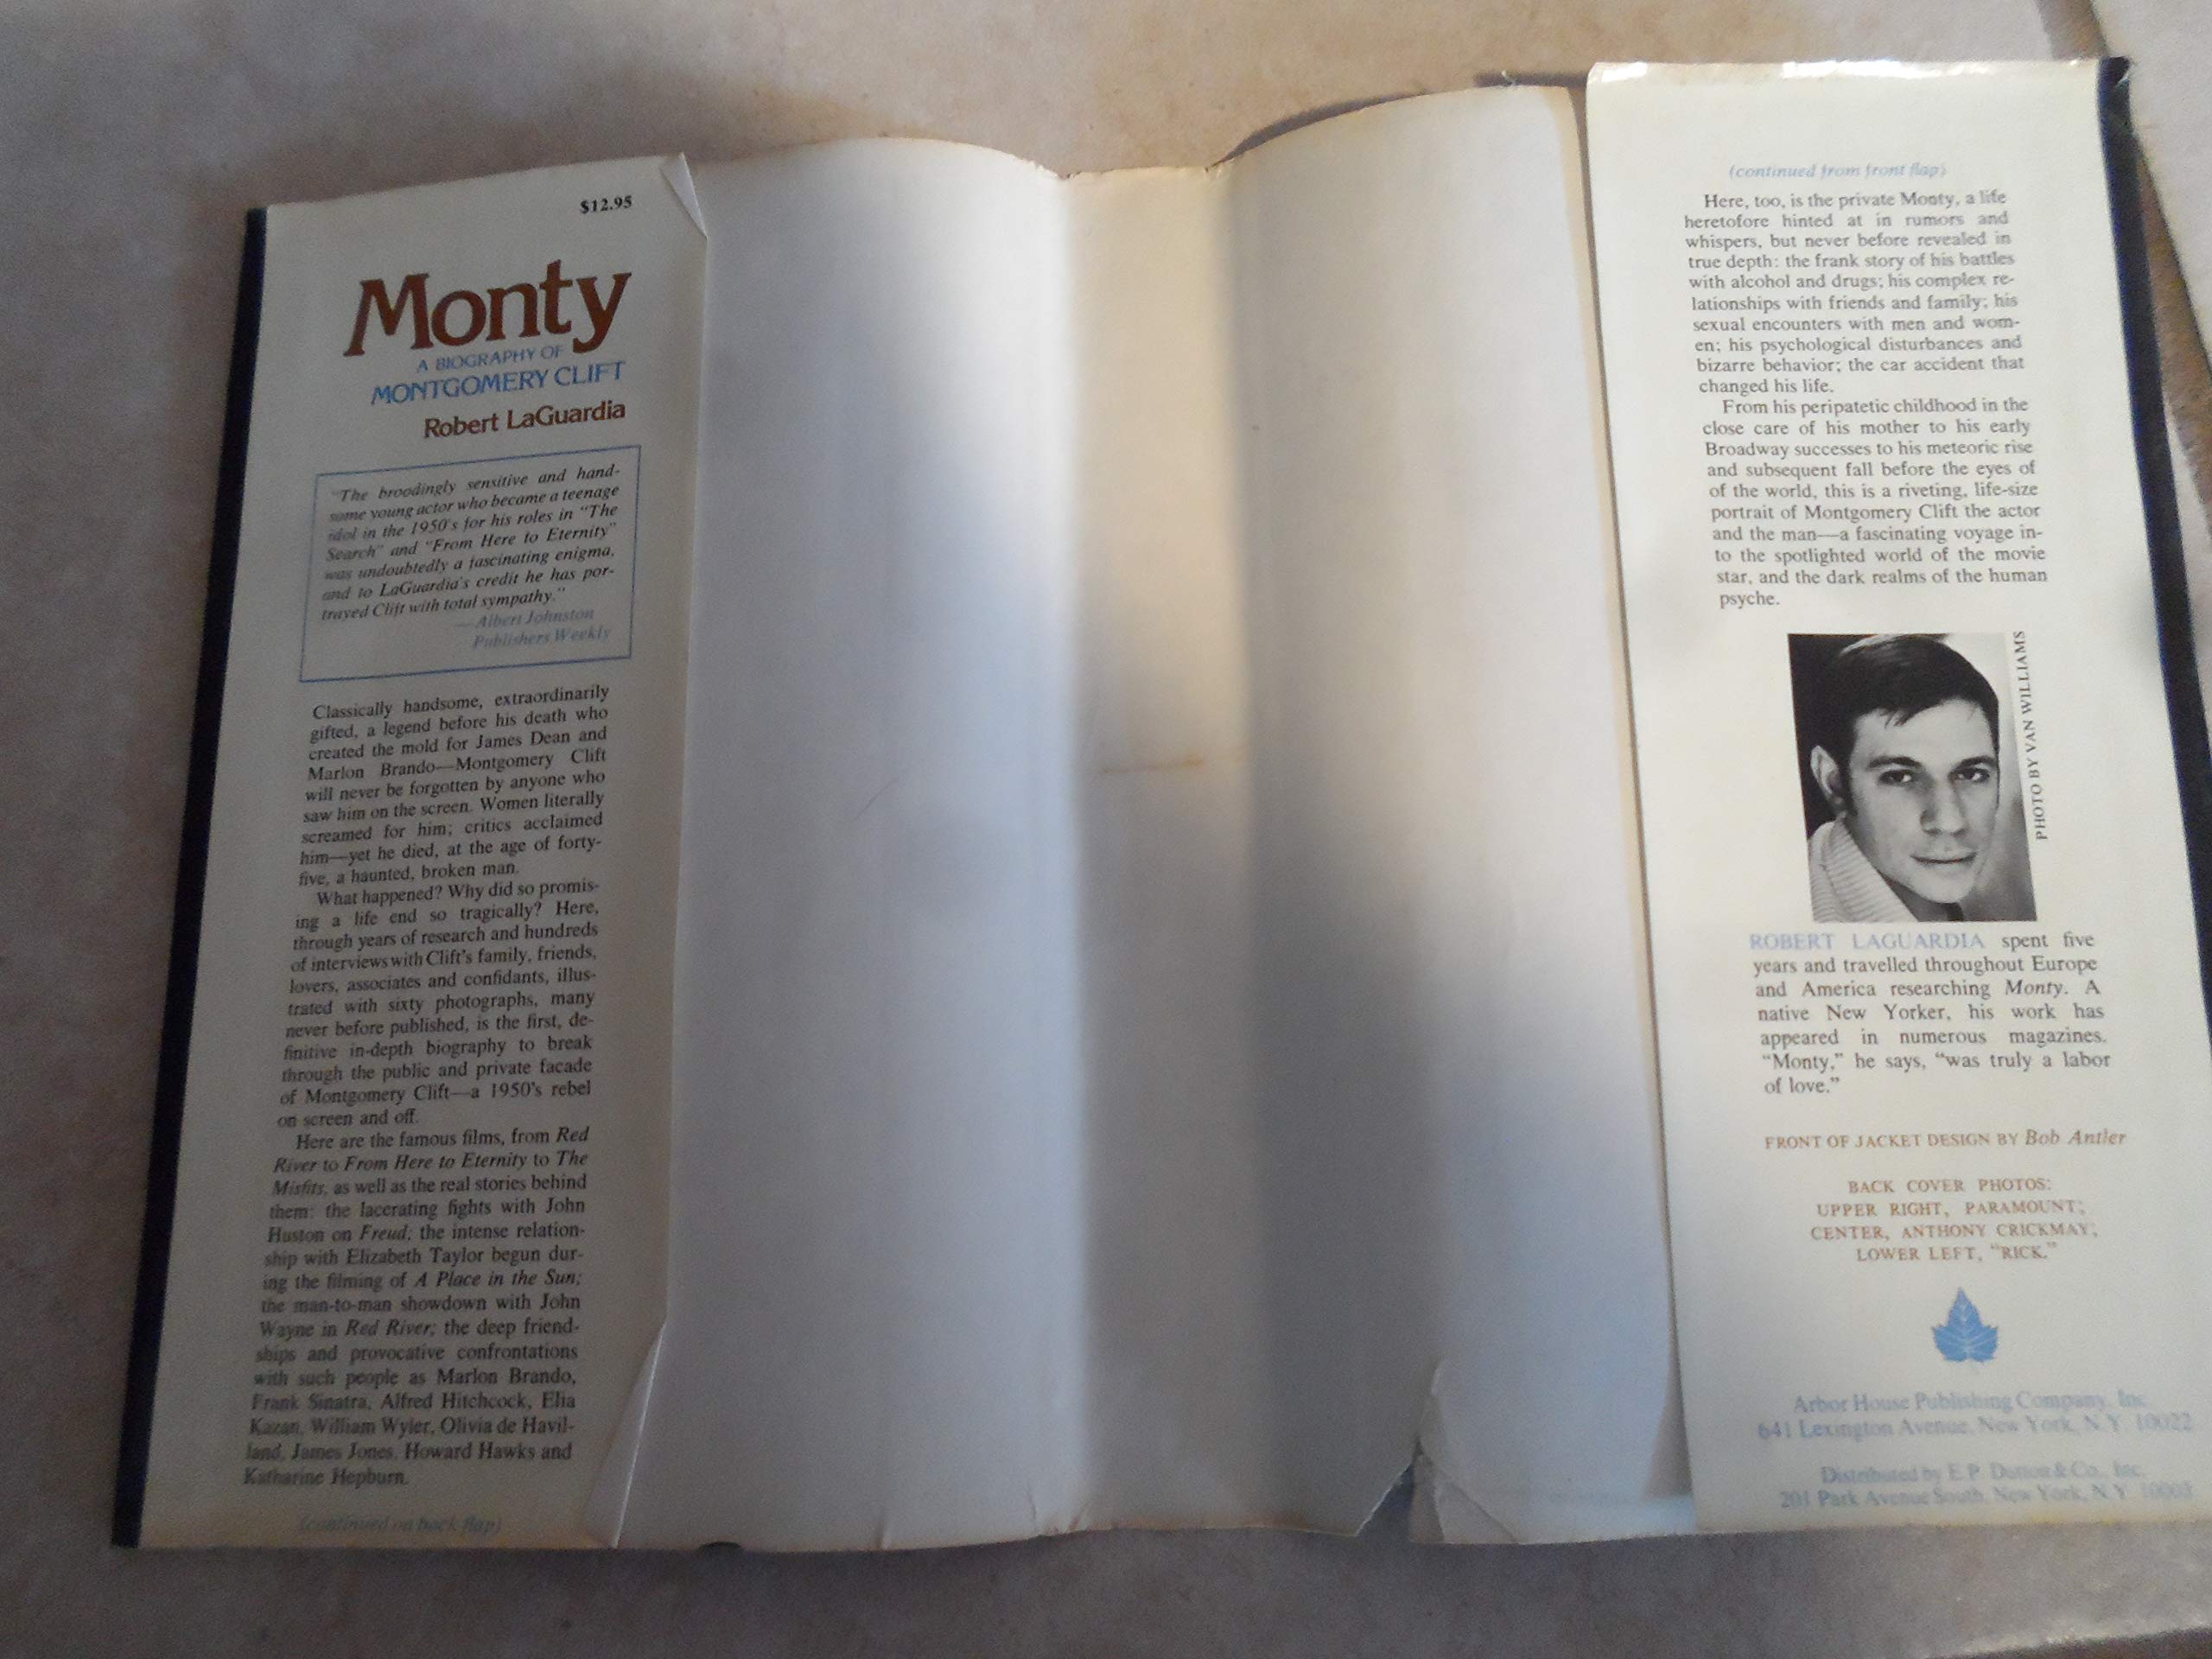 $12.95
Monty
A BIOGRAPHY OF
MONTGOMERY CLIFT
Robert LaGuardia
"The broodingly sensitive and hand-
some young actor who became a teenage
idol in the 1950's for his roles in "The
Search" and "From Here to Eternity"
was undoubtedly a fascinating enigma,
and to LaGuardia's credit he has por-
trayed Clift with total sympathy."
—Albert Johnston
Publishers Weekly
Classically handsome, extraordinarily
gifted, a legend before his death who
created the mold for James Dean and
Marlon Brando—Montgomery Clift
will never be forgotten by anyone who
saw him on the screen. Women literally
screamed for him; critics acclaimed
him—yet he died, at the age of forty-
five, a haunted, broken man.
What happened? Why did so promis-
ing a life end so tragically? Here,
through years of research and hundreds
of interviews with Clift's family, friends,
lovers, associates and confidants, illus-
trated with sixty photographs, many
never before published, is the first, de-
finitive in-depth biography to break
through the public and private facade
of Montgomery Clift—a 1950's rebel
on screen and off.
Here are the famous films, from Red
River to From Here to Eternity to The
Misfits, as well as the real stories behind
them: the lacerating fights with John
Huston on Freud; the intense relation-
ship with Elizabeth Taylor begun dur-
ing the filming of A Place in the Sun;
the man-to-man showdown with John
Wayne in Red River; the deep friend-
ships and provocative confrontations
with such people as Marlon Brando,
Frank Sinatra, Alfred Hitchcock, Elia
Kazan, William Wyler, Olivia de Havil-
land, James Jones, Howard Hawks and
Katharine Hepburn.
(continued on back flap)
(continued from front flap)
Here, too, is the private Monty, a life
heretofore hinted at in rumors and
whispers, but never before revealed in
true depth: the frank story of his battles
with alcohol and drugs; his complex re-
lationships with friends and family; his
sexual encounters with men and wom-
en; his psychological disturbances and
bizarre behavior; the car accident that
changed his life.
From his peripatetic childhood in the
close care of his mother to his early
Broadway successes to his meteoric rise
and subsequent fall before the eyes of
of the world, this is a riveting, life-size
portrait of Montgomery Clift the actor
and the man—a fascinating voyage in-
to the spotlighted world of the movie
star, and the dark realms of the human
psyche.
PHOTO BY VAN WILLIAMS
ROBERT LAGUARDIA spent five
years and travelled throughout Europe
and America researching Monty. A
native New Yorker, his work has
appeared in numerous magazines.
"Monty," he says, "was truly a labor
of love."
FRONT OF JACKET DESIGN BY Bob Antler
BACK COVER PHOTOS:
UPPER RIGHT, PARAMOUNT;
CENTER, ANTHONY CRICKMAY;
LOWER LEFT, "RICK."
Arbor House Publishing Company, Inc.
641 Lexington Avenue, New York, N.Y. 10022
Distributed by E.P. Dutton & Co., Inc.
201 Park Avenue South, New York, N.Y. 10003